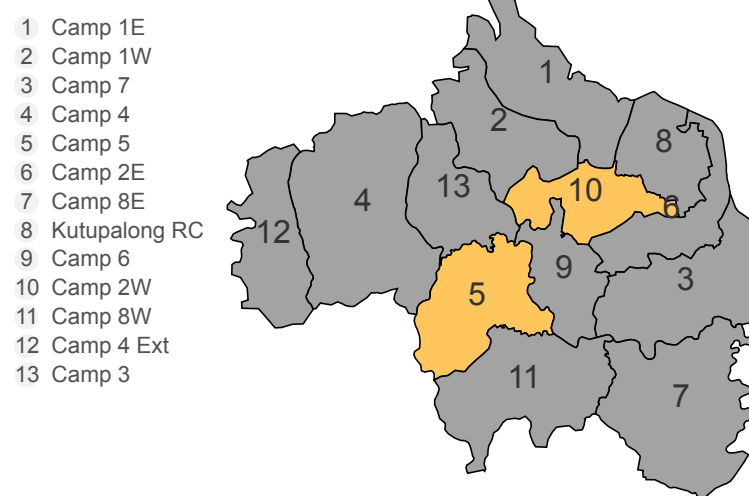 1 Camp 1E
2 Camp 1W
3 Camp 7
4 Camp 4
5 Camp 5
6 Camp 2E
7 Camp 8E
8 Kutupalong RC
9 Camp 6
10 Camp 2W
11 Camp 8W
12 Camp 4 Ext
13 Camp 3
1
2
8
13
10
4
6
12
9
3
5
11
7